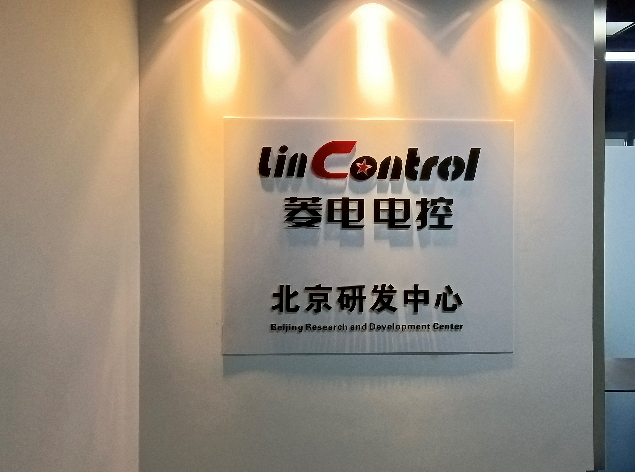 linControl
菱电电控
北京研发中心
Beijing Research and Development Center